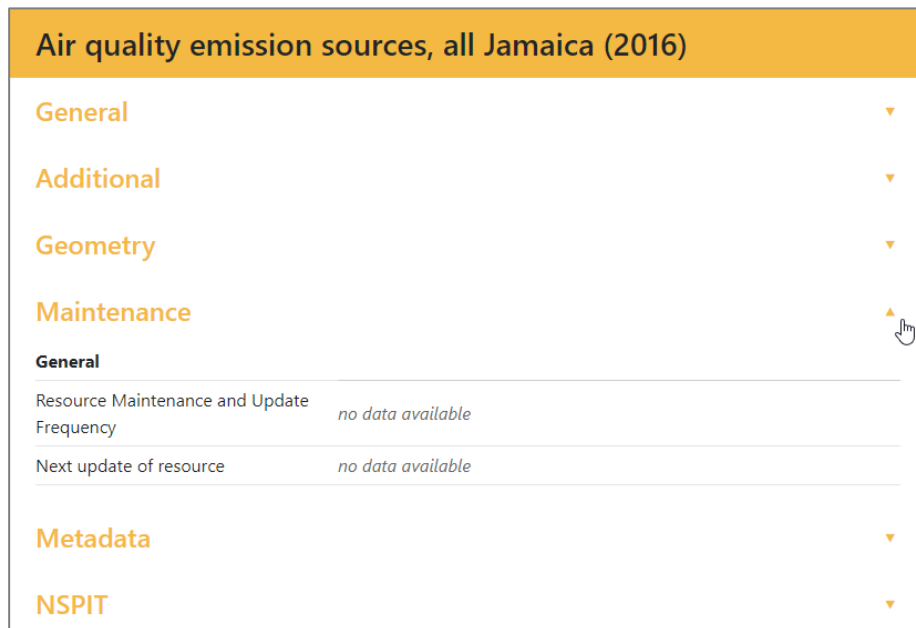 Air quality emission sources, all Jamaica (2016)
General
Additional
Geometry
Maintenance
General
Resource Maintenance and Update
Frequency
no data available
Next update of resource no data available
Metadata
NSPIT